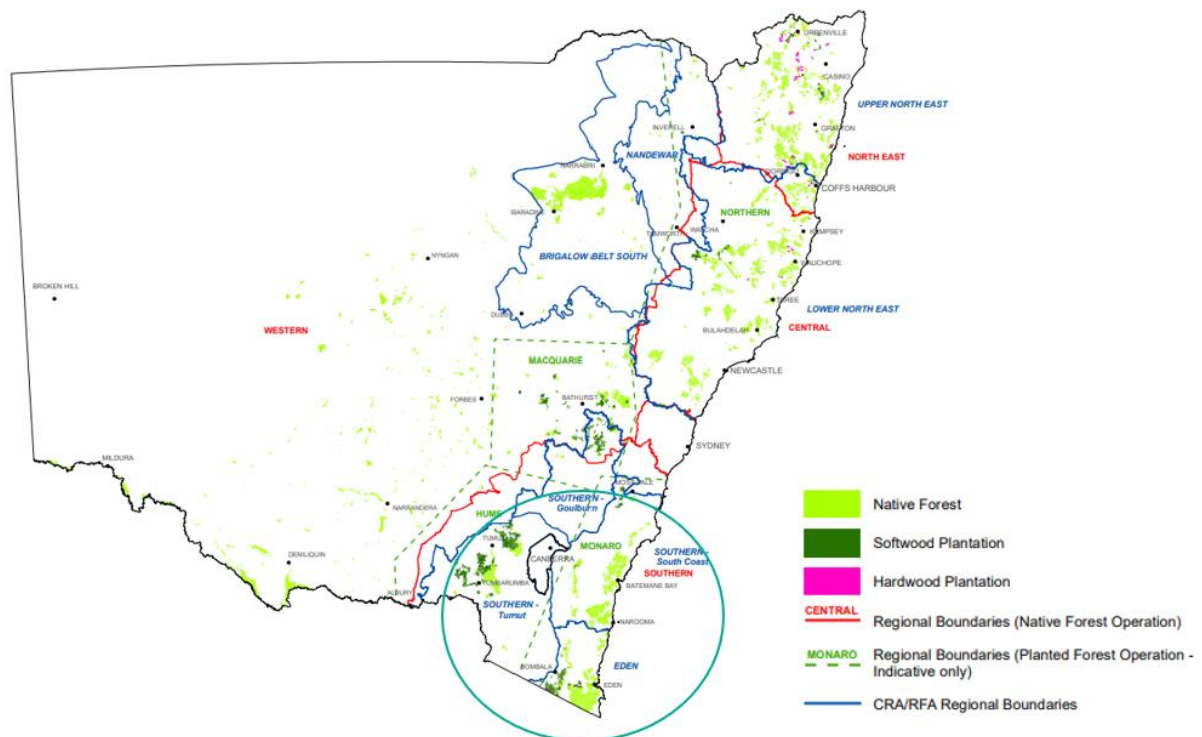 URBENVILLE
CASINO
UPPER NORTH EAST
GRAFTON
INVERELL
NORTH EAST
NANDEWAR
NARRABRI
COFFS HARBOUR
BARADINE
NORTHERN
TAMWORTH
WALCHA
KEMPSEY
NYNGAN
BRIGALOW BELT SOUTH
WAUCHOPE
BROKEN HILL
TAREE
LOWER NORTH EAST
DUBBO
WESTERN
BULAHDELAH
CENTRAL
MACQUARIE
NEWCASTLE
FORBES
BATHURST
SYDNEY
MILDURA
MOSS VALE
NARRANDERA
SOUTHERN -
Goulburn
HUME
TUMUT
MONARO
CANBERRA
SOUTHERN -
South Coast
SOUTHERN
DENILIQUIN
TUMBARUMBA
BATEMANS BAY
ALBURY
SOUTHERN -
Tumut
NAROOMA
BOMBALA
EDEN
EDEN
Native Forest
Softwood Plantation
Hardwood Plantation
CENTRAL
Regional Boundaries (Native Forest Operation)
MONARO
Regional Boundaries (Planted Forest Operation -
Indicative only)
CRA/RFA Regional Boundaries